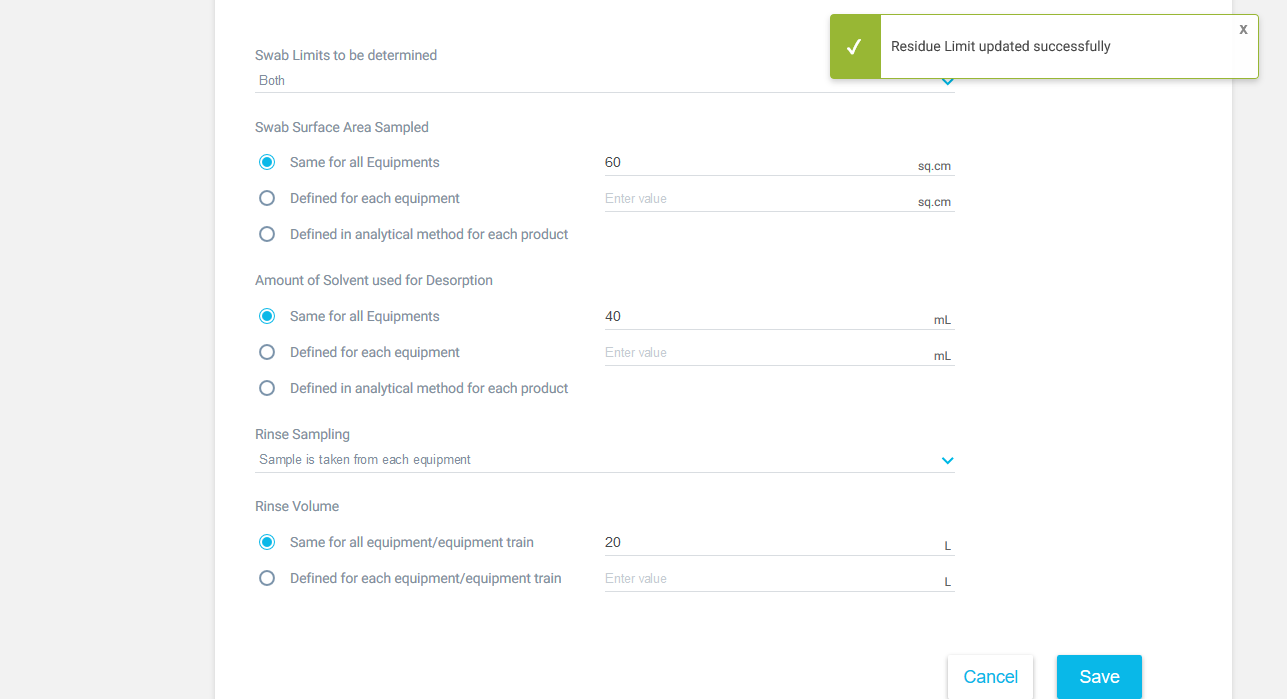 x
Residue Limit updated successfully
Swab Limits to be determined
Both
Swab Surface Area Sampled
Same for all Equipments 60 sq.cm
Defined for each equipment Enter value sq.cm
Defined in analytical method for each product
Amount of Solvent used for Desorption
Same for all Equipments 40 mL
Defined for each equipment Enter value mL
Defined in analytical method for each product
Rinse Sampling
Sample is taken from each equipment
Rinse Volume
Same for all equipment/equipment train 20 L
Defined for each equipment/equipment train Enter value L
Cancel Save